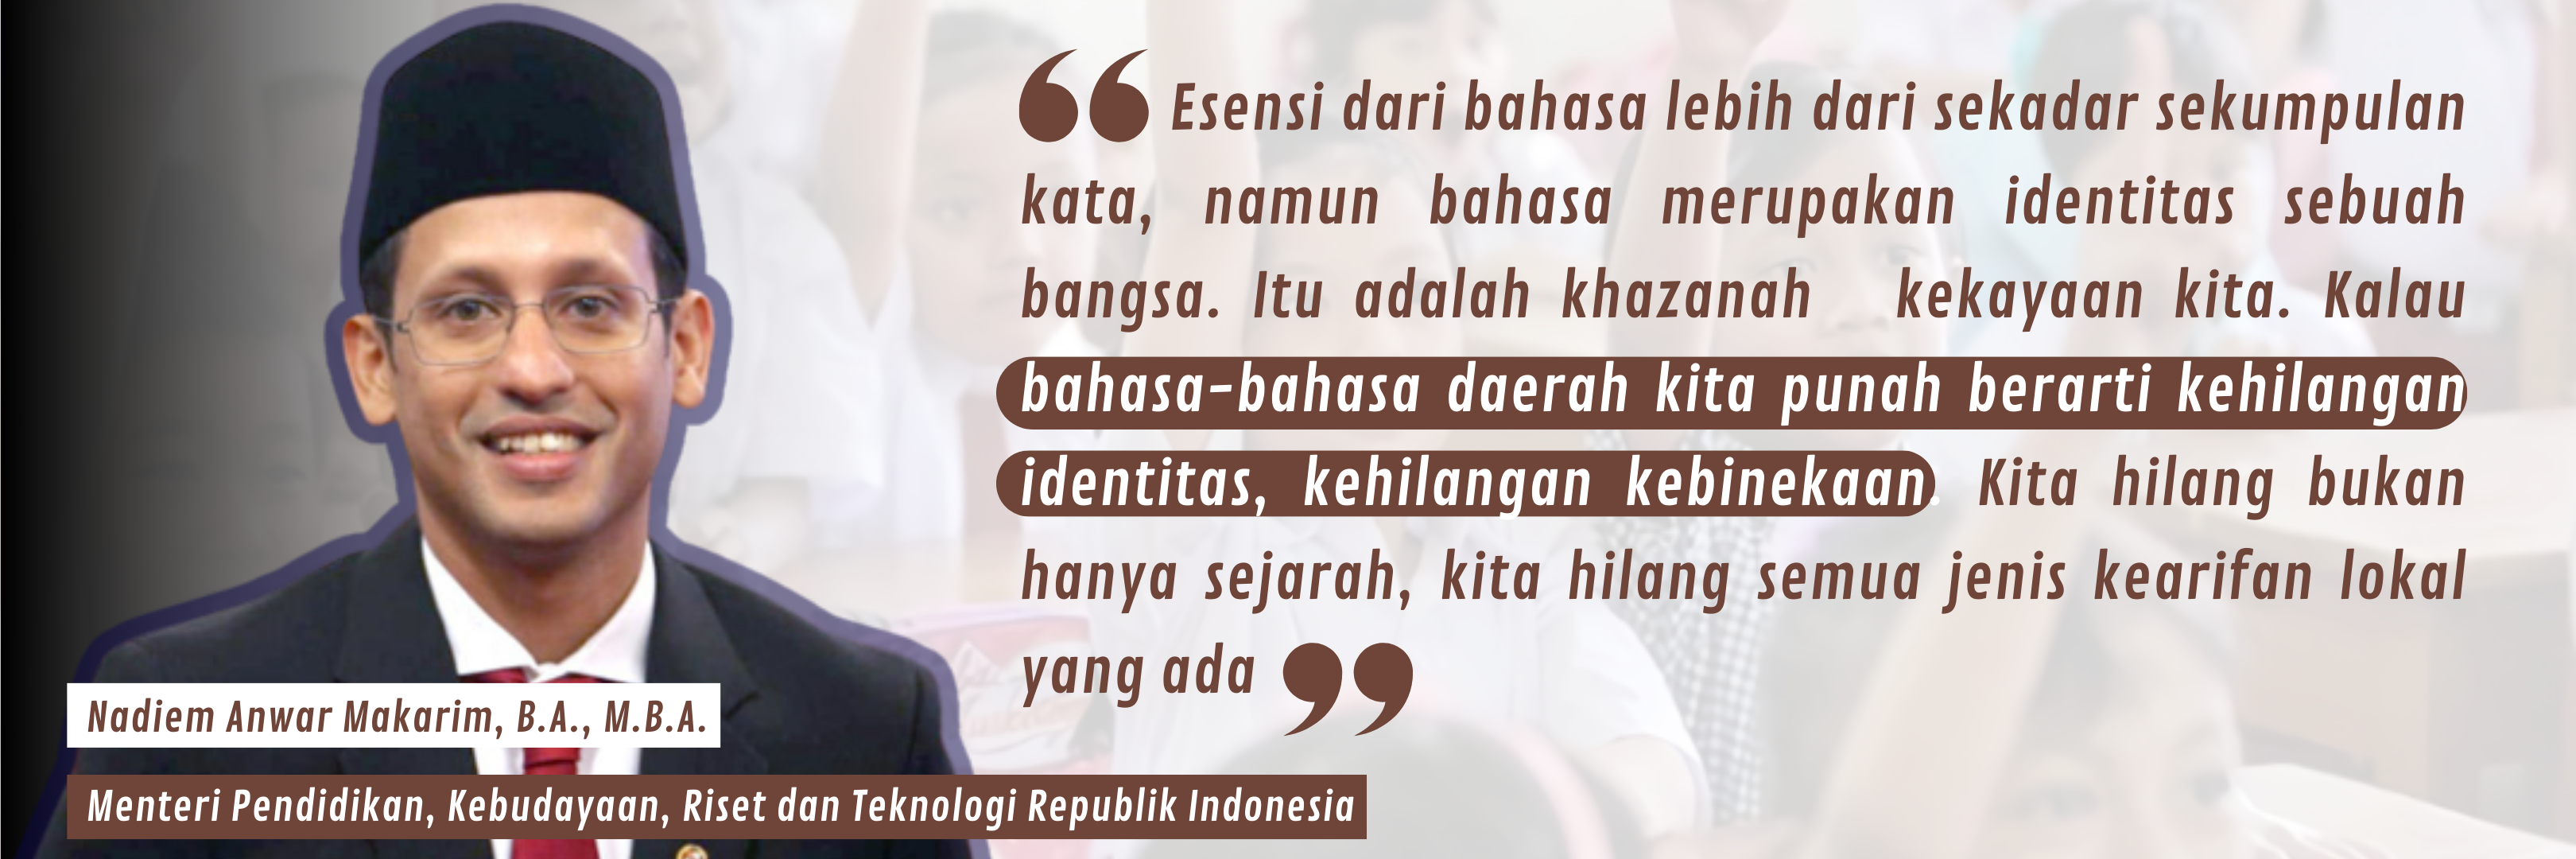 “ Esensi dari bahasa lebih dari sekadar sekumpulan
kata, namun bahasa merupakan identitas sebuah
bangsa. Itu adalah khazanah kekayaan kita. Kalau
bahasa-bahasa daerah kita punah berarti kehilangan
identitas, kehilangan kebinekaan. Kita hilang bukan
hanya sejarah, kita hilang semua jenis kearifan lokal
yang ada ”
Nadiem Anwar Makarim, B.A., M.B.A.
Menteri Pendidikan, Kebudayaan, Riset dan Teknologi Republik Indonesia